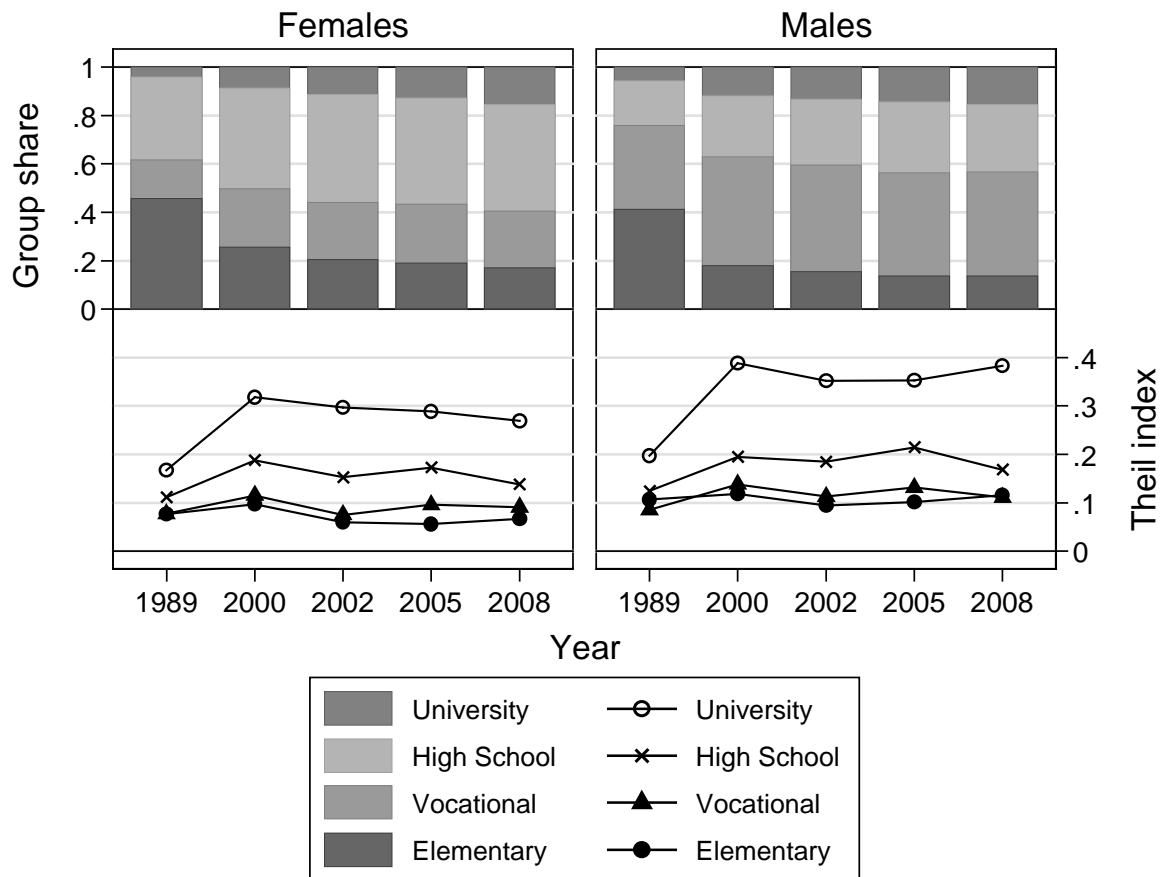 Females
Males
Group share
1
.8
.6
.4
.2
0
.4
.3
.2
.1
0
Theil index
1989 2000 2002 2005 2008
1989 2000 2002 2005 2008
Year
University University
High School High School
Vocational Vocational
Elementary Elementary